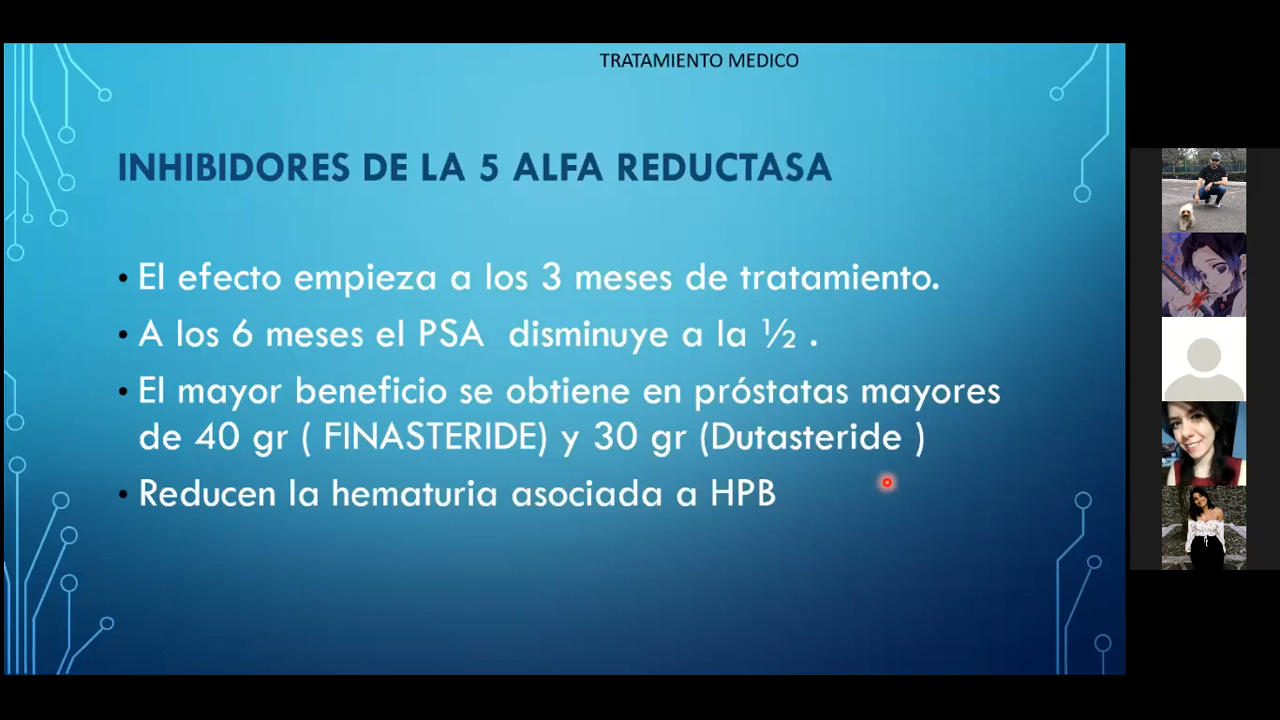 TRATAMIENTO MEDICO
INHIBIDORES DE LA 5 ALFA REDUCTASA
• El efecto empieza a los 3 meses de tratamiento.
• A los 6 meses el PSA  disminuye a la ½ .
• El mayor beneficio se obtiene en próstatas mayores
de 40 gr ( FINASTERIDE) y 30 gr (Dutasteride )
• Reducen la hematuria asociada a HPB